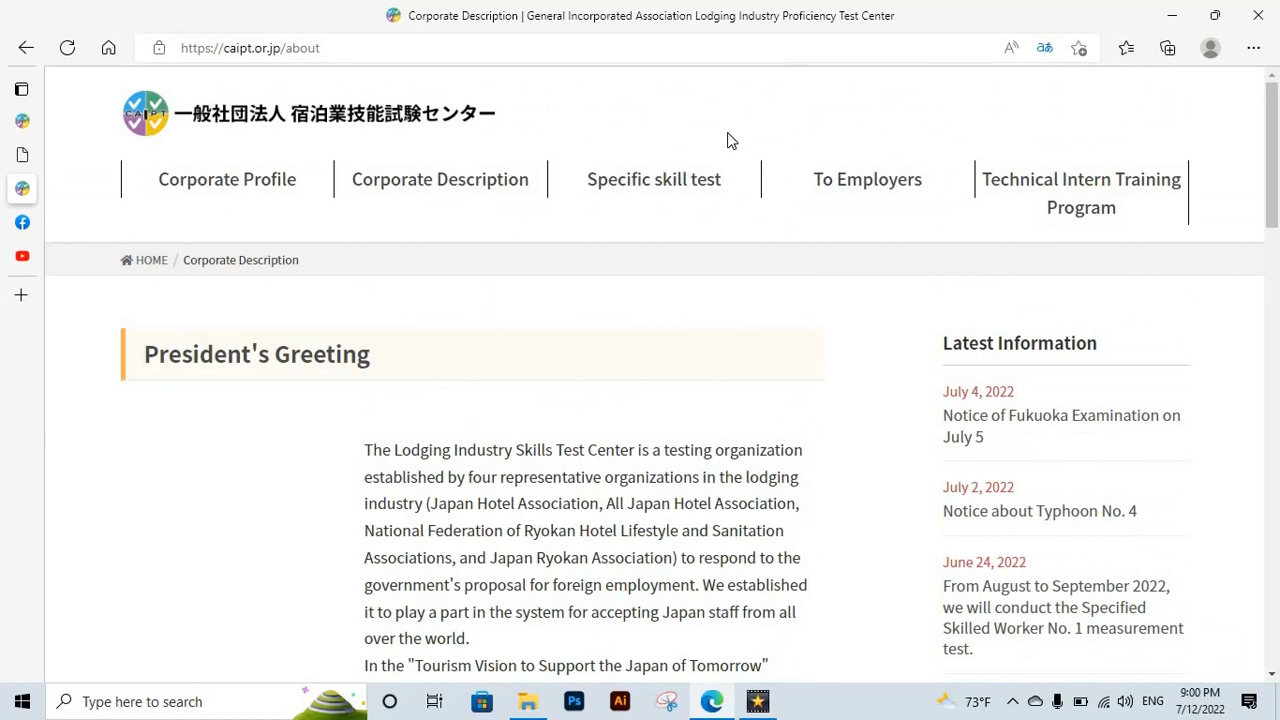 Corporate Description | General Incorporated Association Lodging Industry Proficiency Test Center
https://caipt.or.jp/about
CAIPT
一般社団法人 宿泊業技能試験センター
Corporate Profile
Corporate Description
Specific skill test
To Employers
Technical Intern Training
Program
HOME / Corporate Description
President's Greeting
The Lodging Industry Skills Test Center is a testing organization
established by four representative organizations in the lodging
industry (Japan Hotel Association, All Japan Hotel Association,
National Federation of Ryokan Hotel Lifestyle and Sanitation
Associations, and Japan Ryokan Association) to respond to the
government's proposal for foreign employment. We established
it to play a part in the system for accepting Japan staff from all
over the world.
In the "Tourism Vision to Support the Japan of Tomorrow"
Latest Information
July 4, 2022
Notice of Fukuoka Examination on
July 5
July 2, 2022
Notice about Typhoon No. 4
June 24, 2022
From August to September 2022,
we will conduct the Specified
Skilled Worker No. 1 measurement
test.
Type here to search
Ps
Ai
73°F
ENG
9:00 PM
7/12/2022